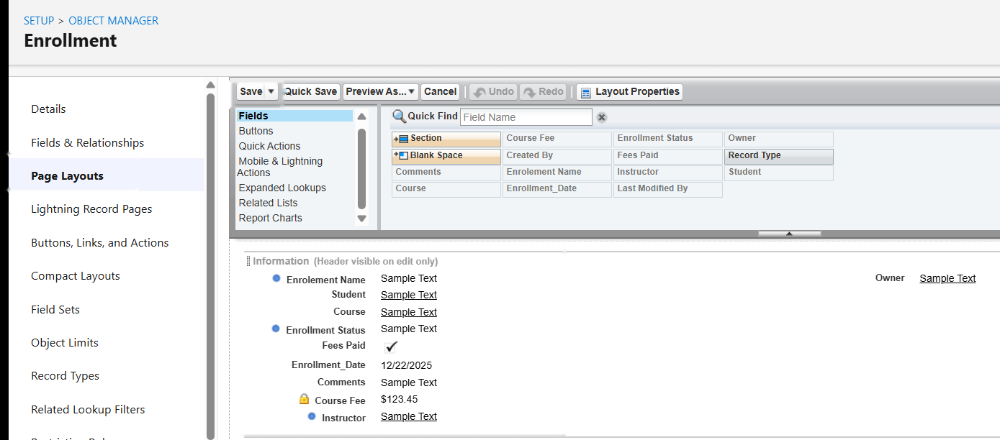 SETUP > OBJECT MANAGER
Enrollment
Details
Fields & Relationships
Page Layouts
Lightning Record Pages
Buttons, Links, and Actions
Compact Layouts
Field Sets
Object Limits
Record Types
Related Lookup Filters
Save Quick Save Preview As... Cancel Undo Redo Layout Properties
Fields
Buttons
Quick Actions
Mobile & Lightning
Actions
Expanded Lookups
Related Lists
Report Charts
Quick Find Field Name
Section Course Fee Enrollment Status Owner
Blank Space Created By Fees Paid Record Type
Comments Enrolement Name Instructor Student
Course Enrollment_Date Last Modified By
Information (Header visible on edit only)
Enrolement Name Sample Text Owner Sample Text
Student Sample Text
Course Sample Text
Enrollment Status Sample Text
Fees Paid
Enrollment_Date 12/22/2025
Comments Sample Text
Course Fee $123.45
Instructor Sample Text